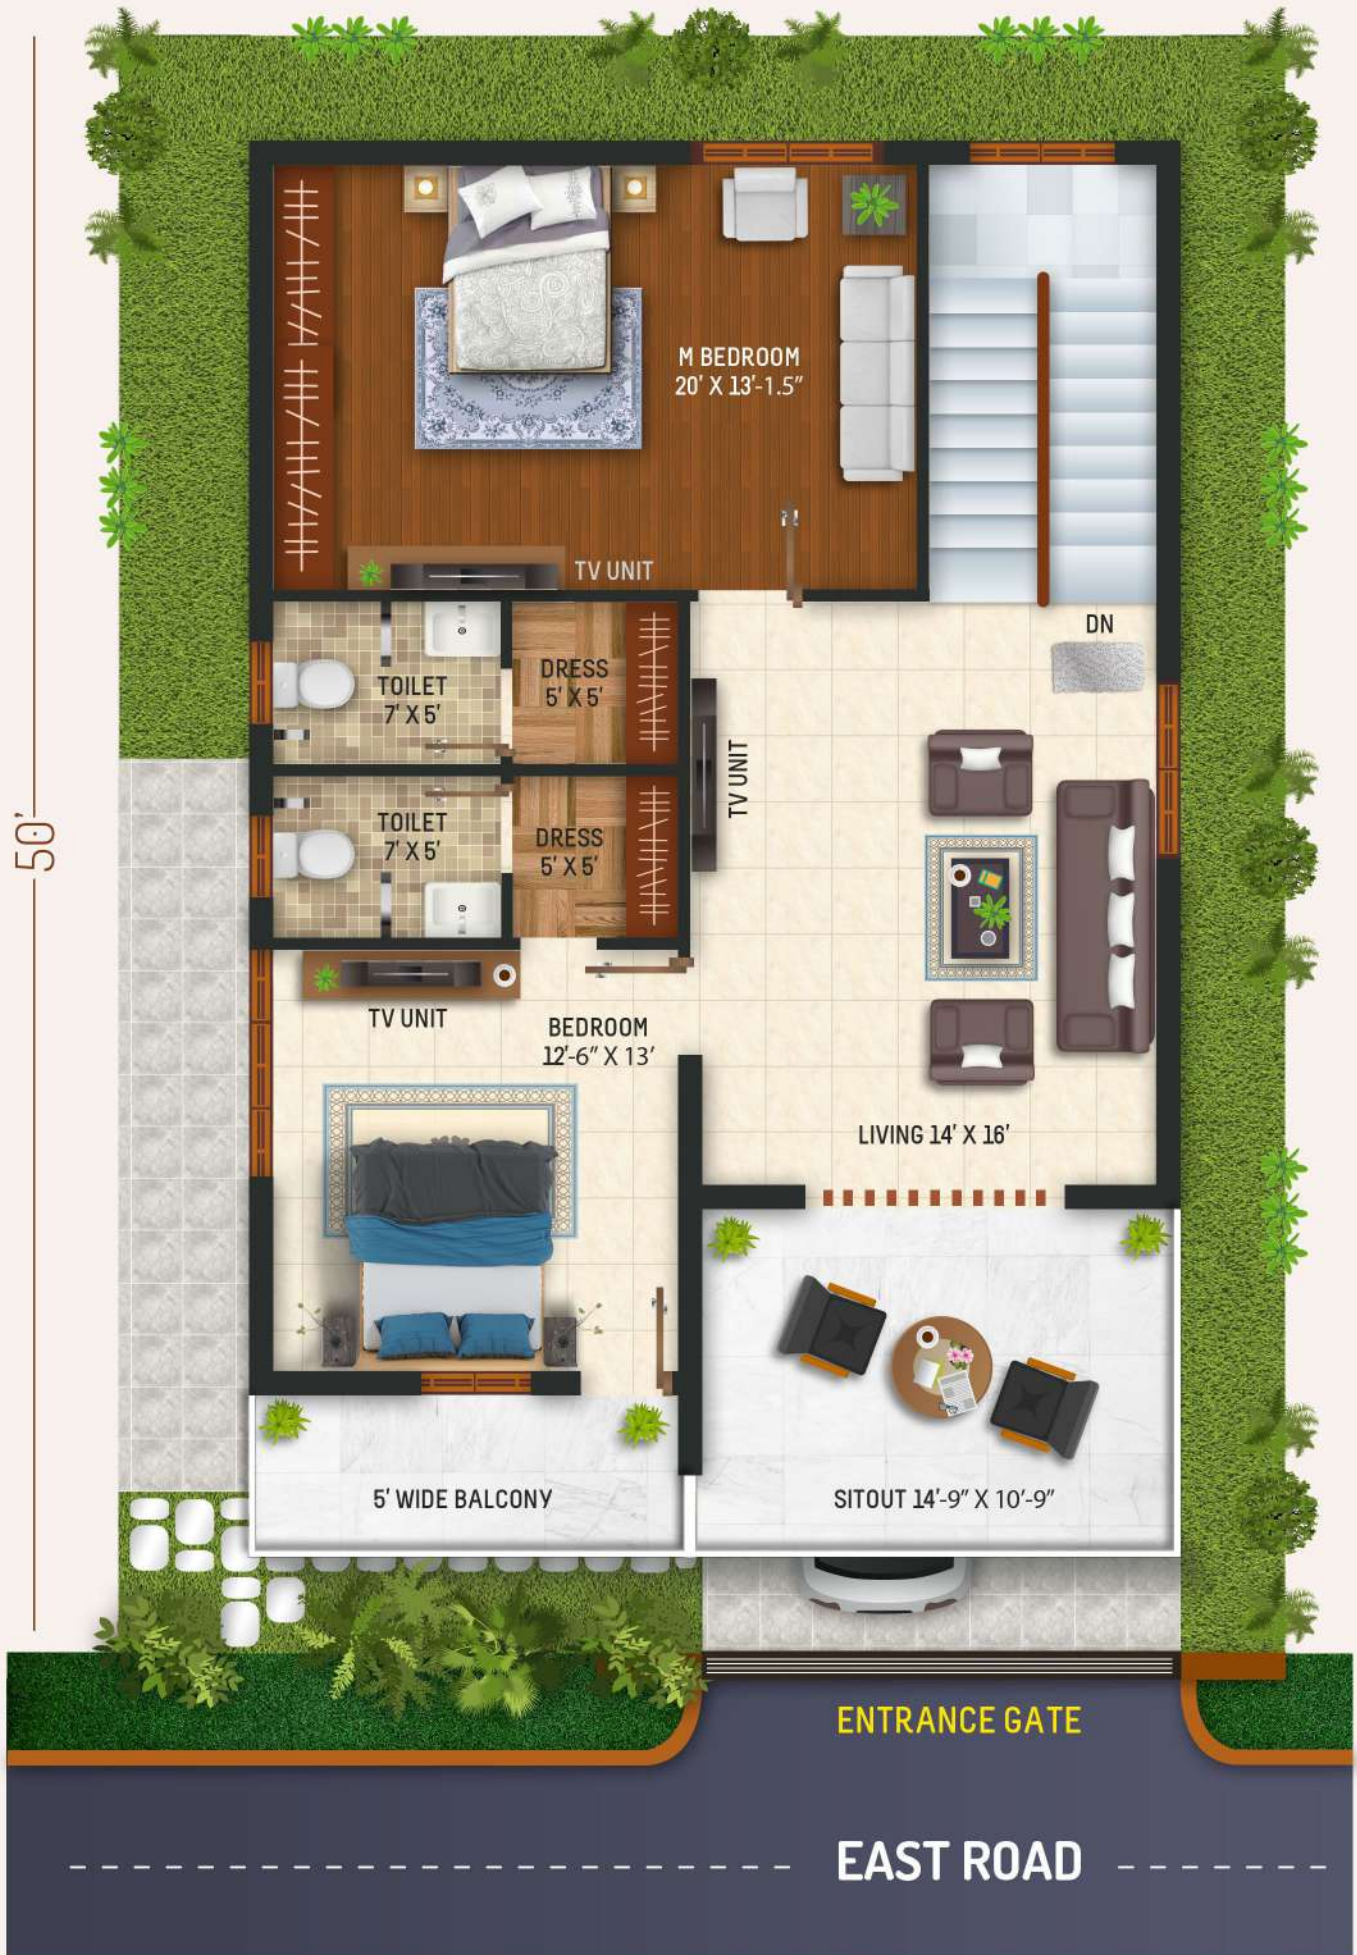 M BEDROOM
20' X 13'-1.5"
TV UNIT
DN
TOILET
7' X 5'
DRESS
5' X 5'
TV UNIT
TOILET
7' X 5'
DRESS
5' X 5'
50'
TV UNIT
BEDROOM
12'-6" X 13'
LIVING 14' X 16'
5' WIDE BALCONY
SITOUT 14'-9" X 10'-9"
ENTRANCE GATE
EAST ROAD